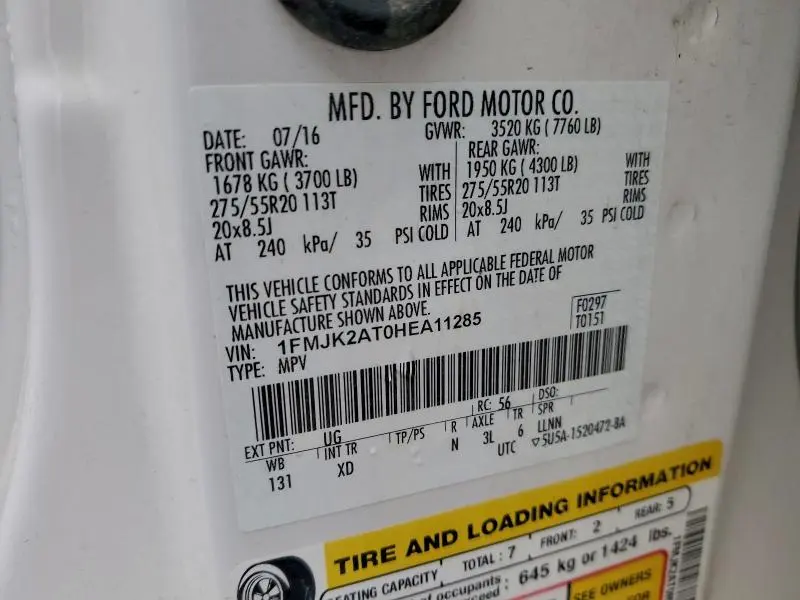 MFD. BY FORD MOTOR CO.
DATE: 07/16 GVWR: 3520 KG ( 7760 LB)
FRONT GAWR: REAR GAWR:
1678 KG ( 3700 LB) WITH 1950 KG ( 4300 LB) WITH
275/55R20 113T TIRES 275/55R20 113T TIRES
20x8.5J RIMS 20x8.5J RIMS
AT 240 kPa/ 35 PSI COLD AT 240 kPa/ 35 PSI COLD
THIS VEHICLE CONFORMS TO ALL APPLICABLE FEDERAL MOTOR
VEHICLE SAFETY STANDARDS IN EFFECT ON THE DATE OF
MANUFACTURE SHOWN ABOVE.
F0297
VIN: 1FMJK2AT0HEA11285 T0151
TYPE: MPV
EXT PNT: UG RC: 56 DSO:
WB INT TR TP/PS R AXLE TR SPR
131 XD N 3L 6 LLNN
UTC 5U5A-1520472-BA
TIRE AND LOADING INFORMATION
SEATING CAPACITY TOTAL: 7 FRONT: 2 REAR: 5
of occupants 645 kg or 1424 lbs.
SEE OWNERS
FOR